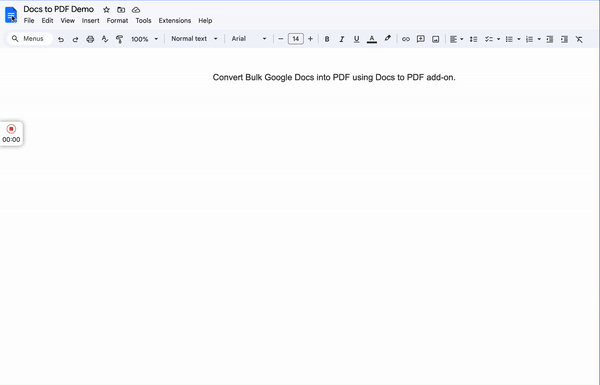 Docs to PDF Demo
File Edit View Insert Format Tools Extensions Help
Menus 100% Normal text Arial 14 B I U A
Convert Bulk Google Docs into PDF using Docs to PDF add-on.
00:00